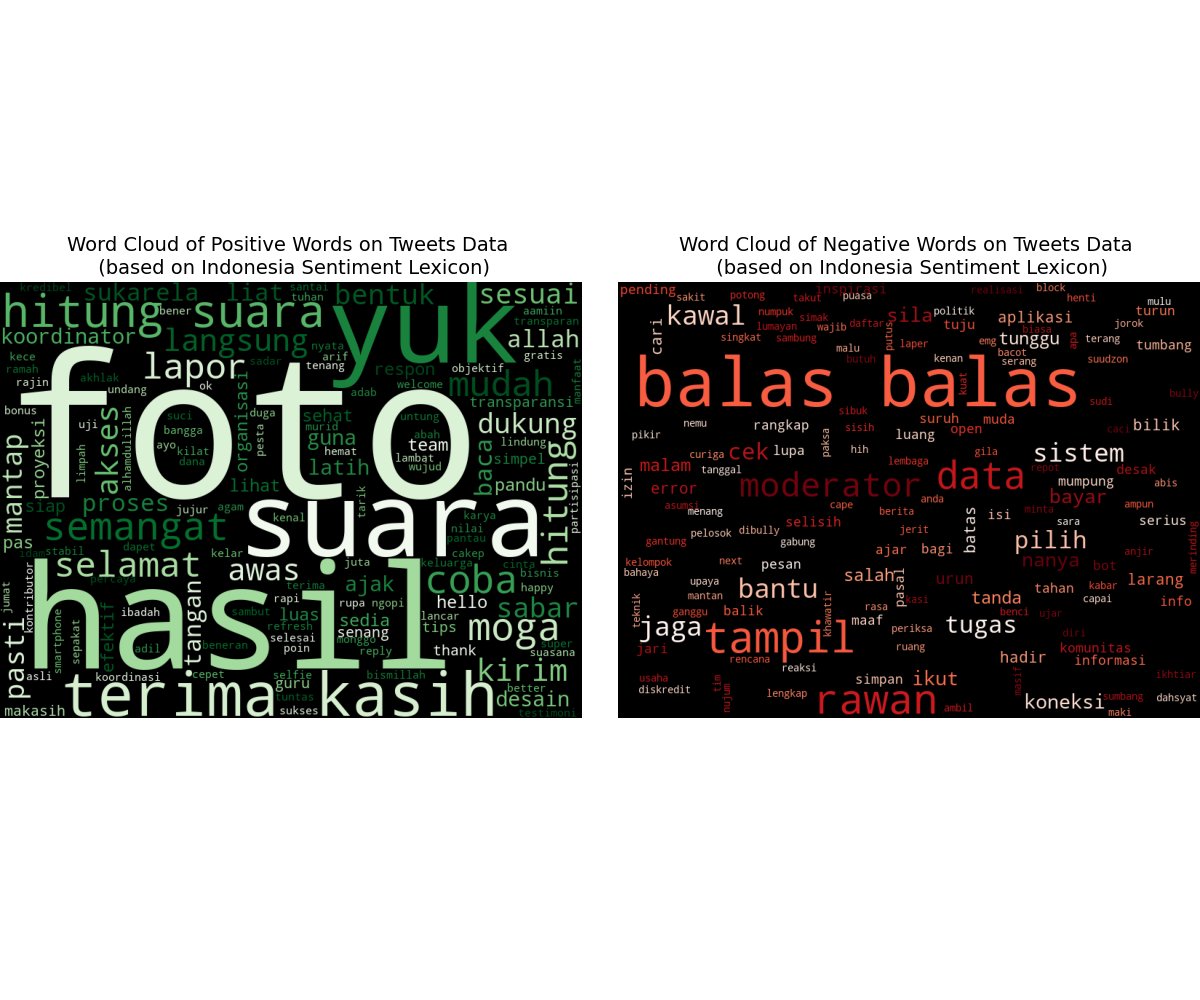 Word Cloud of Positive Words on Tweets Data
(based on Indonesia Sentiment Lexicon)
kredibel sukarela liat santai tuhan bentuk sesuai
hitung bener suara yuk aamiin transparan
koordinator langsung nyata allah gratis
kece ramah sadar arif tenang objektif
rajin akhlak undang lapor ok respon welcome adab mudah manfaat
bonus foto transparansi
uji suci bangga duga sehat murid untung abah dukung
mantap proyeksi limpah akses alhamdulillah ayo kilat dana organisasi pesta guna hemat team lambat wujud baca lindung simpel
siap proses lihat latih tarik pandu hitung partisipasi
jujur agam suara kenal karya nilai pantau
pas semangat
idam stabil dapet kelar cakep keluarga cinta suasana
selamat awas juta bisnis happy
jumat kontributor percaya hasil terima ajak coba
ibadah tangan sambut luas rupa ngopi hello sabar
pasti smartphone sepakat efektif adil refresh rapi sedia lancar tips super
beneran selesai senang monggo moga
asli koordinasi cepet poin reply thank
selfie bismillah kirim
guru tuntas better desain
makasih terima kasih sukses testimoni
Word Cloud of Negative Words on Tweets Data
(based on Indonesia Sentiment Lexicon)
pending sakit potong takut inspirasi puasa realisasi block henti mulu
kawal numpuk simak sila politik aplikasi turun
cari lumayan wajib daftar tuju jorok
singkat sambung putus laper emg tunggu biasa apa terang tumbang
malu kenan bacot serang suudzon
butuh
balas balas kuat bully
sibuk sudi
nemu rangkap paksa sisih suruh muda caci bilik
pikir luang open
cek lupa hih gila sistem
izin malam curiga tanggal lembaga data repot desak
error moderator mumpung abis
asumsi menang anda bayar ampun
selisih berita minta
pelosok dibully jerit batas isi sara serius
gantung gabung pilih anjir merinding
kelompok next pesan ajar bagi nanya bot
bahaya upaya salah pasal urun kabar larang
mantan bantu kasi tahan capai info
teknik ganggu balik khawatir rasa tanda
jaga maaf benci ujar
tampil periksa tugas diri
jari ruang komunitas
rencana reaksi hadir informasi
usaha simpan ikut masif ikhtiar
diskredit tim nujum lengkap sumbang dahsyat
rawan ambil koneksi maki